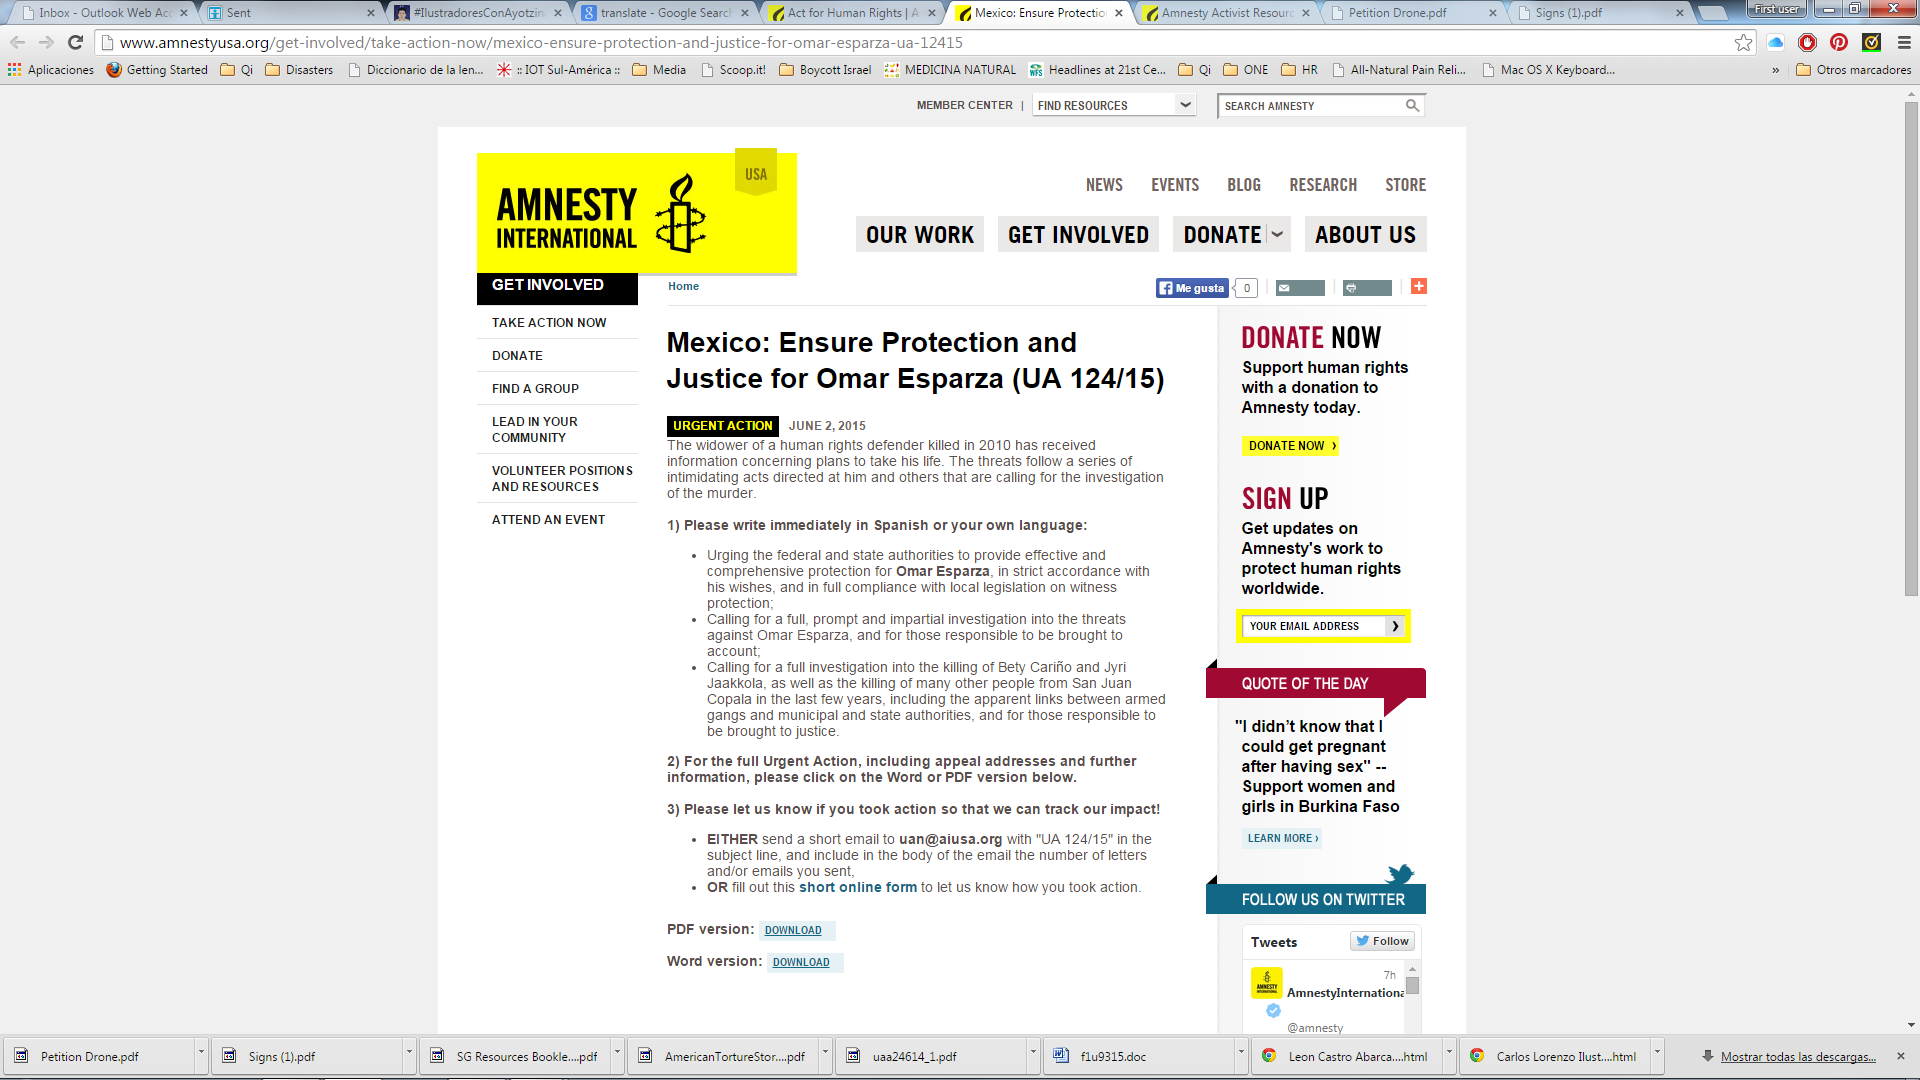 Inbox - Outlook Web Acc
Sent
#IlustradoresConAyotzin
translate - Google Search
Act for Human Rights | A
Mexico: Ensure Protectio
Amnesty Activist Resourc
Petition Drone.pdf
Signs (1).pdf
First user
www.amnestyusa.org/get-involved/take-action-now/mexico-ensure-protection-and-justice-for-omar-esparza-ua-12415
Aplicaciones
Getting Started
Qi
Disasters
Diccionario de la len...
:: IOT Sul-América ::
Media
Scoop.it!
Boycott Israel
MEDICINA NATURAL
Headlines at 21st Ce...
Qi
ONE
HR
All-Natural Pain Reli...
Mac OS X Keyboard...
»
Otros marcadores
MEMBER CENTER |
FIND RESOURCES
SEARCH AMNESTY
AMNESTY
INTERNATIONAL
USA
NEWS
EVENTS
BLOG
RESEARCH
STORE
OUR WORK
GET INVOLVED
DONATE
ABOUT US
GET INVOLVED
TAKE ACTION NOW
DONATE
FIND A GROUP
LEAD IN YOUR
COMMUNITY
VOLUNTEER POSITIONS
AND RESOURCES
ATTEND AN EVENT
Home
Me gusta
0
Mexico: Ensure Protection and
Justice for Omar Esparza (UA 124/15)
URGENT ACTION JUNE 2, 2015
The widower of a human rights defender killed in 2010 has received
information concerning plans to take his life. The threats follow a series of
intimidating acts directed at him and others that are calling for the investigation
of the murder.
1) Please write immediately in Spanish or your own language:
• Urging the federal and state authorities to provide effective and
comprehensive protection for Omar Esparza, in strict accordance with
his wishes, and in full compliance with local legislation on witness
protection;
• Calling for a full, prompt and impartial investigation into the threats
against Omar Esparza, and for those responsible to be brought to
account;
• Calling for a full investigation into the killing of Bety Cariño and Jyri
Jaakkola, as well as the killing of many other people from San Juan
Copala in the last few years, including the apparent links between armed
gangs and municipal and state authorities, and for those responsible to
be brought to justice.
2) For the full Urgent Action, including appeal addresses and further
information, please click on the Word or PDF version below.
3) Please let us know if you took action so that we can track our impact!
• EITHER send a short email to uan@aiusa.org with "UA 124/15" in the
subject line, and include in the body of the email the number of letters
and/or emails you sent,
• OR fill out this short online form to let us know how you took action.
PDF version: DOWNLOAD
Word version: DOWNLOAD
DONATE NOW
Support human rights
with a donation to
Amnesty today.
DONATE NOW ›
SIGN UP
Get updates on
Amnesty's work to
protect human rights
worldwide.
YOUR EMAIL ADDRESS
QUOTE OF THE DAY
"I didn’t know that I
could get pregnant
after having sex" --
Support women and
girls in Burkina Faso
LEARN MORE ›
FOLLOW US ON TWITTER
Tweets
Follow
AMNESTY
INTERNATIONAL
7h
AmnestyInternationa
@amnesty
Petition Drone.pdf
Signs (1).pdf
SG Resources Bookle....pdf
AmericanTortureStor....pdf
uaa24614_1.pdf
f1u9315.doc
Leon Castro Abarca....html
Carlos Lorenzo Ilust....html
Mostrar todas las descargas...